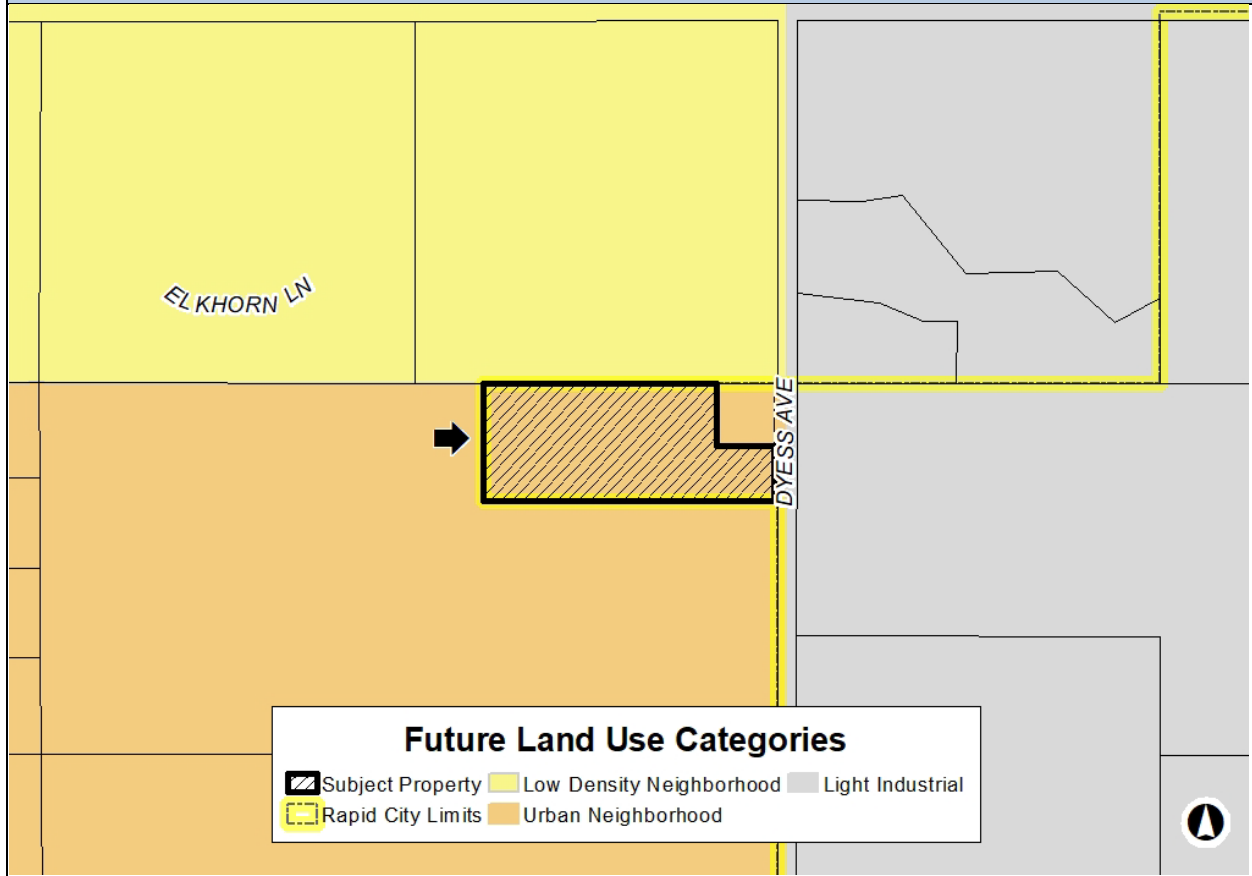 ELKHORN LN
DYESS AVE
Future Land Use Categories
Subject Property Low Density Neighborhood Light Industrial
Rapid City Limits Urban Neighborhood